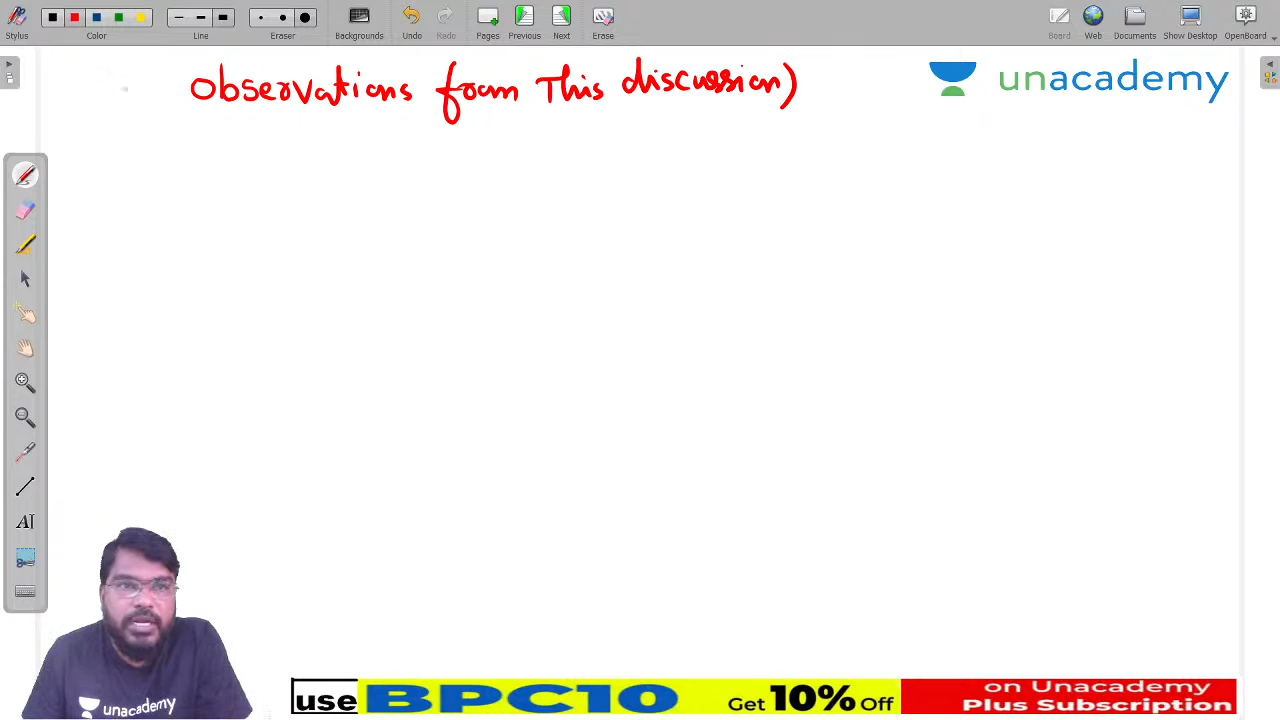 Stylus
Color
Line
Eraser
Backgrounds
Undo
Redo
Pages
Previous
Next
Erase
Board
Web
Documents
Show Desktop
OpenBoard
Observations from This discussion)
unacademy
AI
unacademy
use BPC10 Get 10% Off
on Unacademy
Plus Subscription